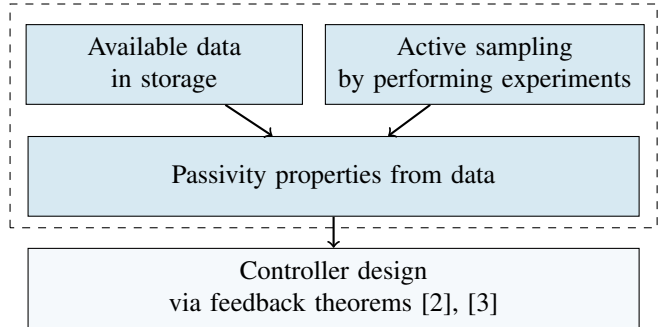 Available data
in storage
Active sampling
by performing experiments
Passivity properties from data
Controller design
via feedback theorems [2], [3]